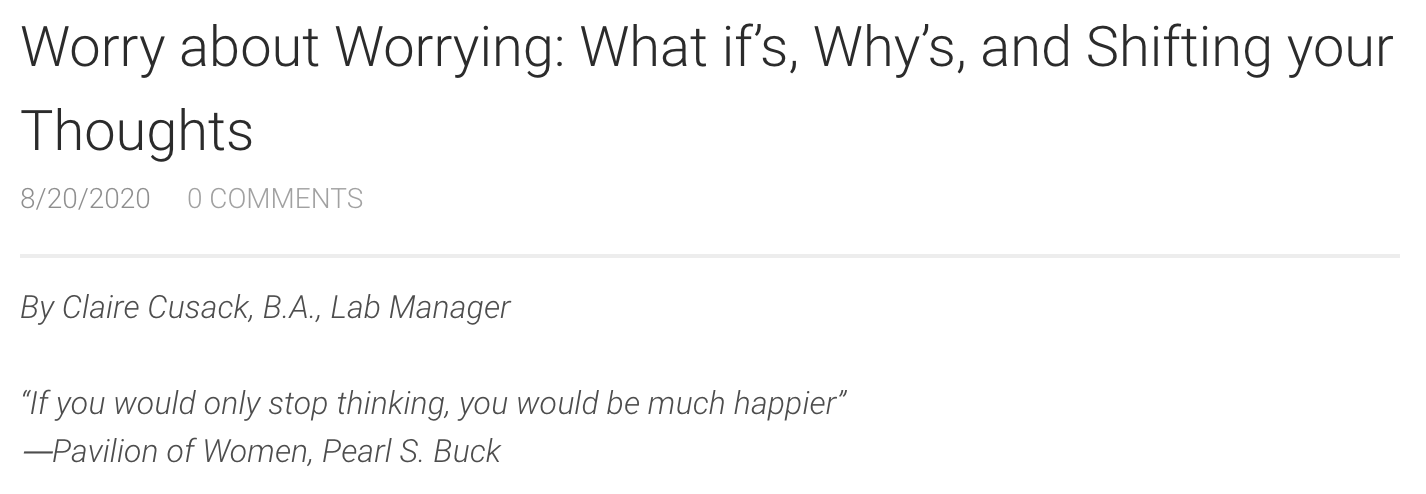 Worry about Worrying: What if’s, Why’s, and Shifting your
Thoughts
8/20/2020 0 COMMENTS
By Claire Cusack, B.A., Lab Manager
“If you would only stop thinking, you would be much happier”
—Pavilion of Women, Pearl S. Buck